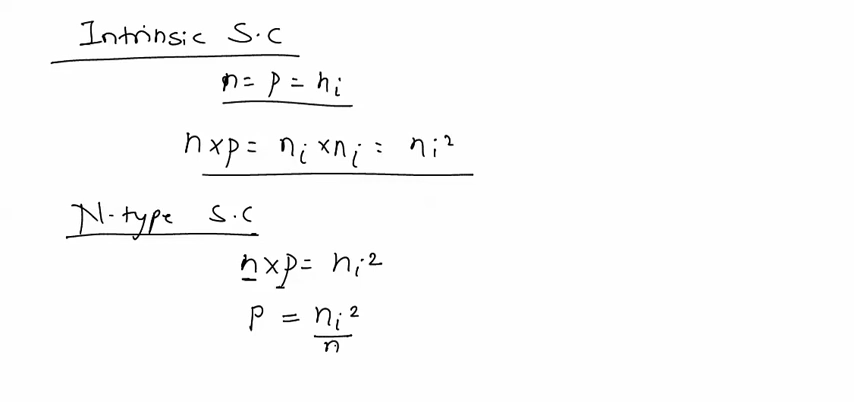 Intrinsic S.C
n = p = ni
n x p = ni x ni = ni²
N-type S.C
n x p = ni²
P = ni²/n